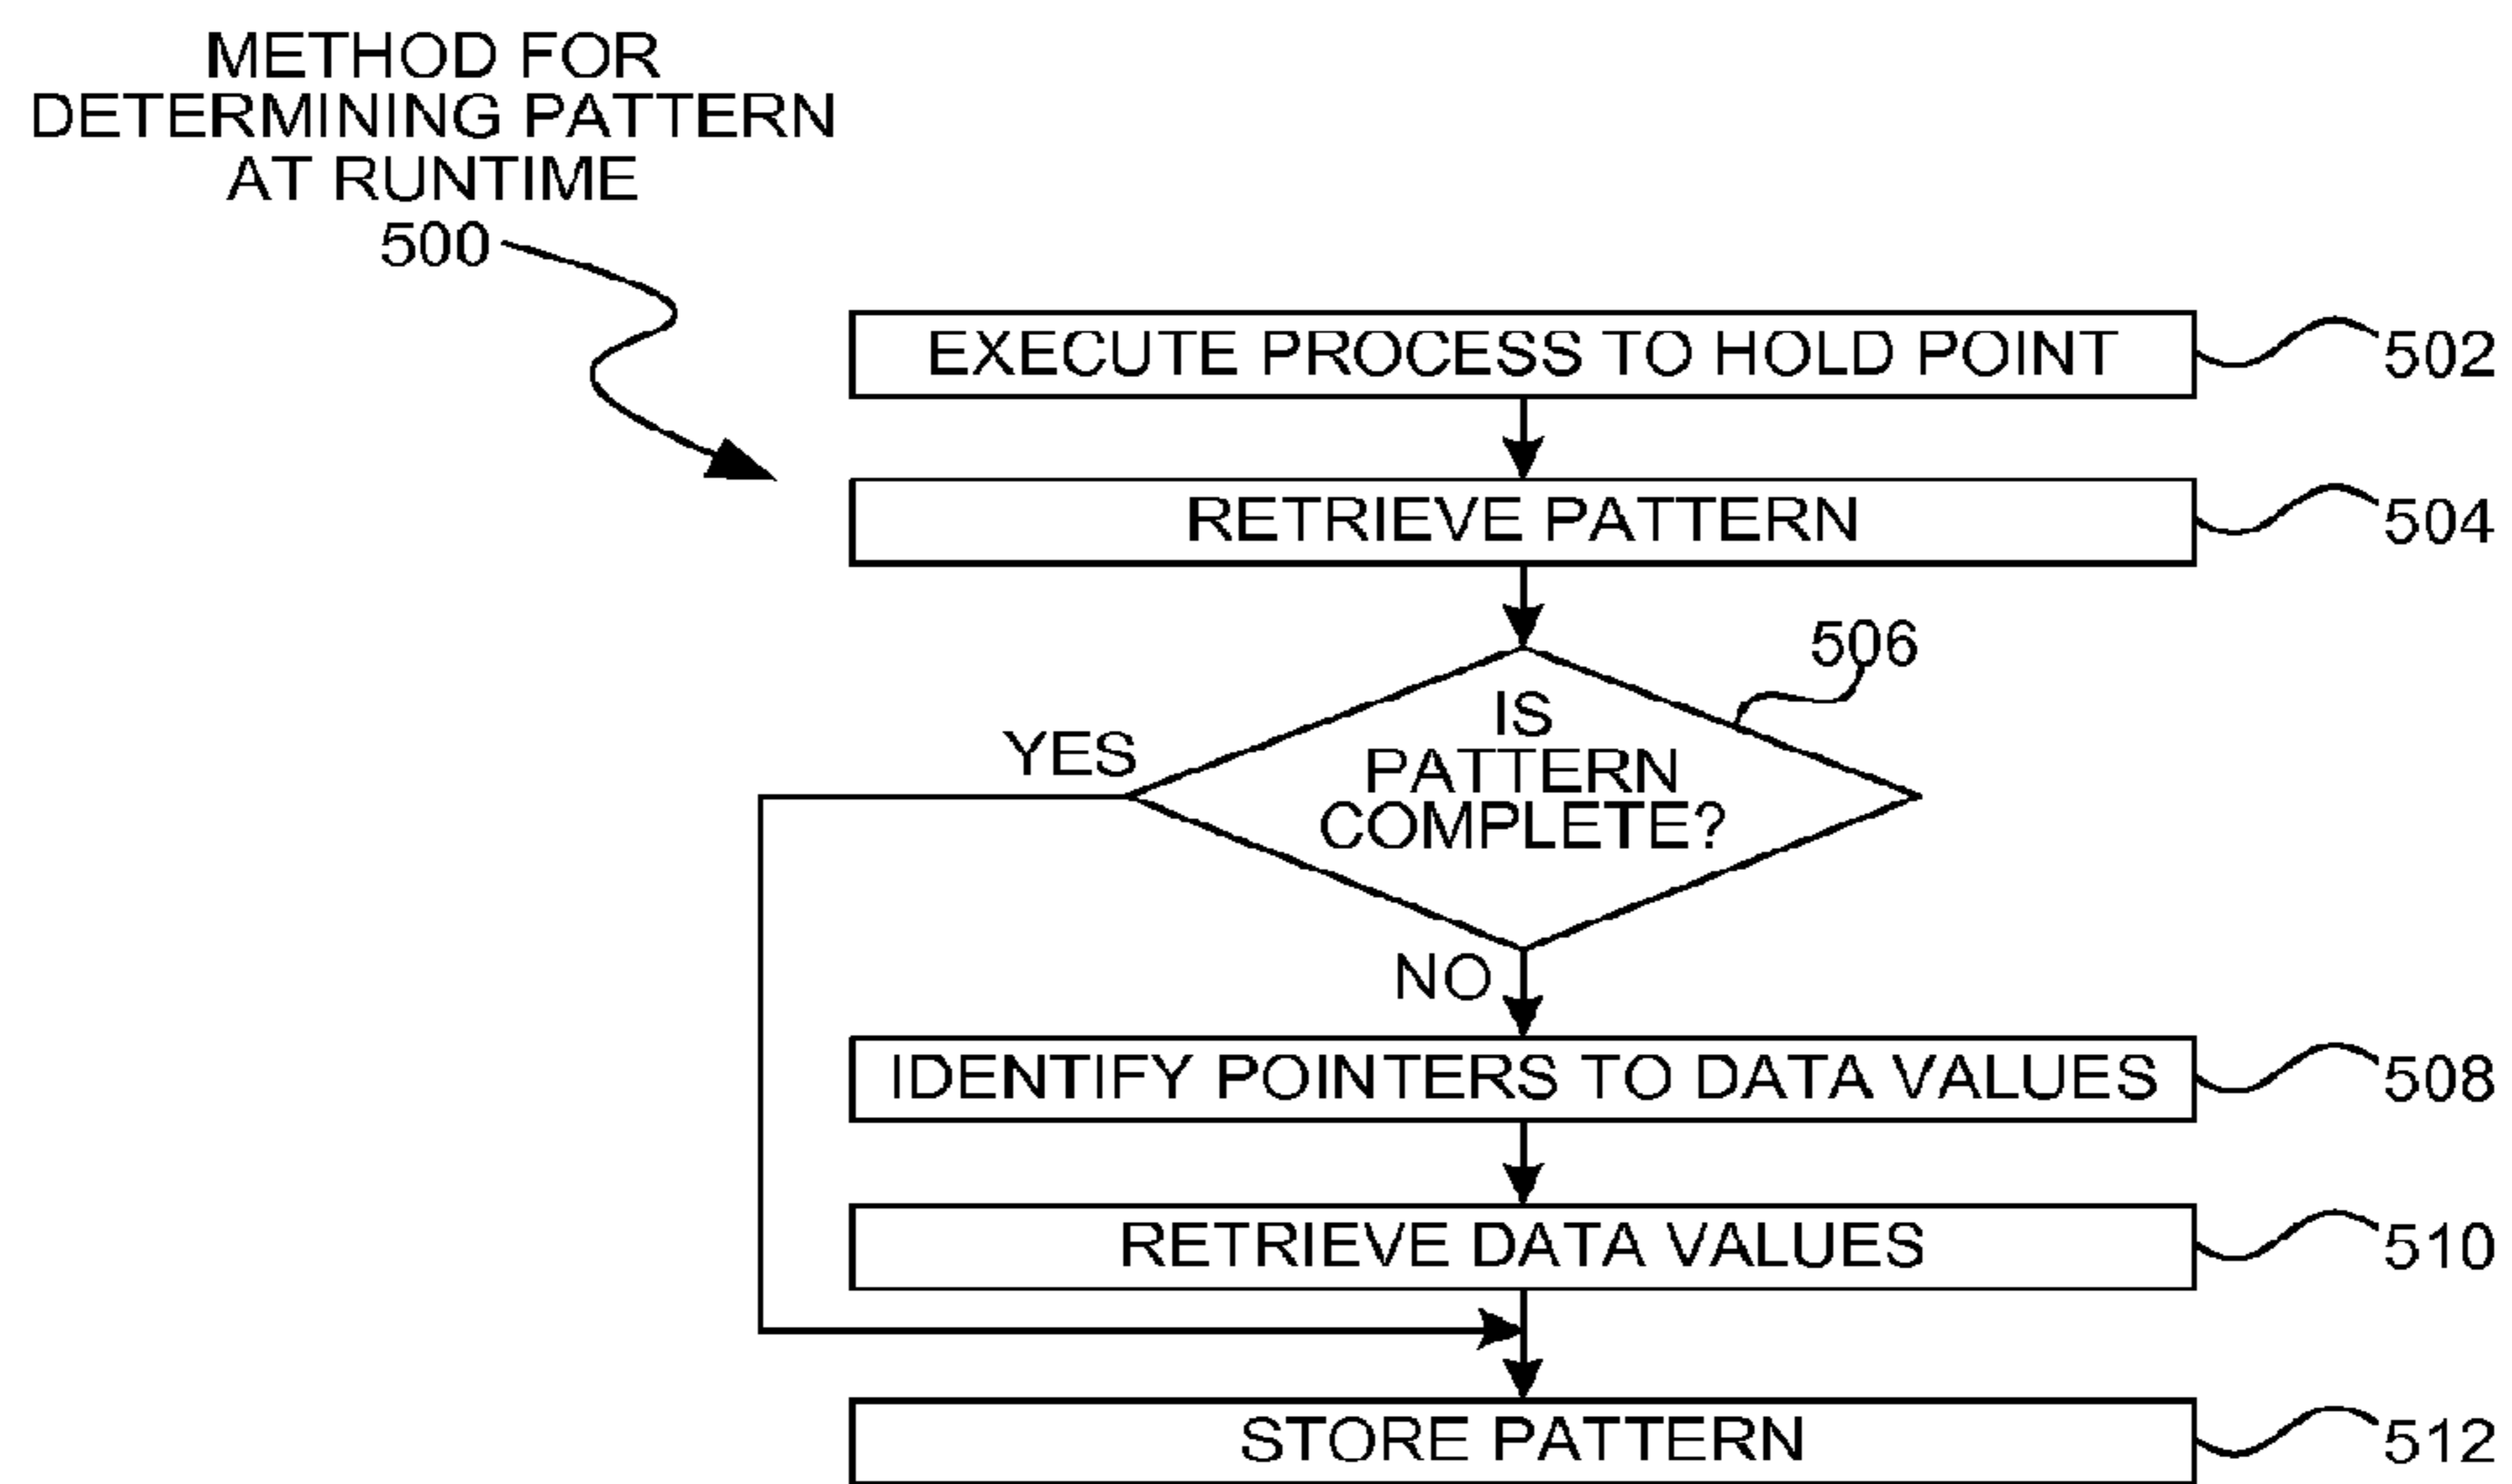 METHOD FOR
DETERMINING PATTERN
AT RUNTIME
500
EXECUTE PROCESS TO HOLD POINT
502
RETRIEVE PATTERN
504
506
IS
PATTERN
COMPLETE?
YES
NO
IDENTIFY POINTERS TO DATA VALUES
508
RETRIEVE DATA VALUES
510
STORE PATTERN
512